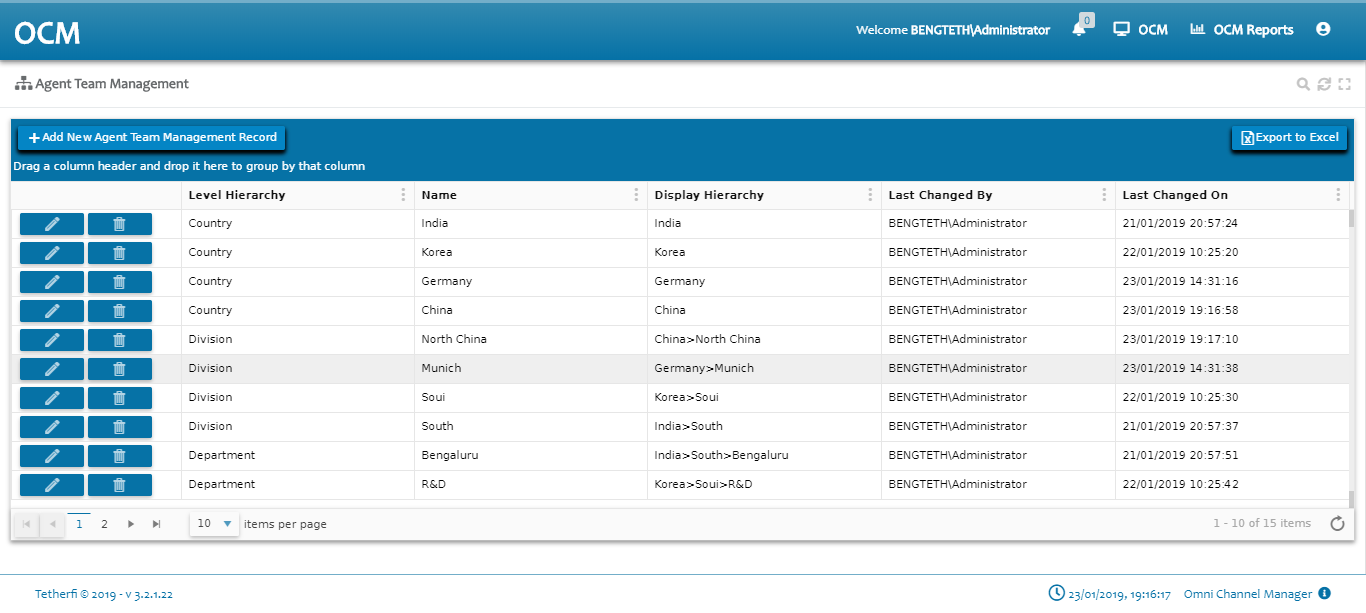 OCM
Welcome BENGTETH\Administrator 0 OCM OCM Reports
Agent Team Management
+ Add New Agent Team Management Record Export to Excel
Drag a column header and drop it here to group by that column
Level Hierarchy Name Display Hierarchy Last Changed By Last Changed On
Country India India BENGTETH\Administrator 21/01/2019 20:57:24
Country Korea Korea BENGTETH\Administrator 22/01/2019 10:25:20
Country Germany Germany BENGTETH\Administrator 23/01/2019 14:31:16
Country China China BENGTETH\Administrator 23/01/2019 19:16:58
Division North China China>North China BENGTETH\Administrator 23/01/2019 19:17:10
Division Munich Germany>Munich BENGTETH\Administrator 23/01/2019 14:31:38
Division Soui Korea>Soui BENGTETH\Administrator 22/01/2019 10:25:30
Division South India>South BENGTETH\Administrator 21/01/2019 20:57:37
Department Bengaluru India>South>Bengaluru BENGTETH\Administrator 21/01/2019 20:57:51
Department R&D Korea>Soui>R&D BENGTETH\Administrator 22/01/2019 10:25:42
1 2 10 items per page 1 - 10 of 15 items
Tetherfi © 2019 - v 3.2.1.22 23/01/2019, 19:16:17 Omni Channel Manager